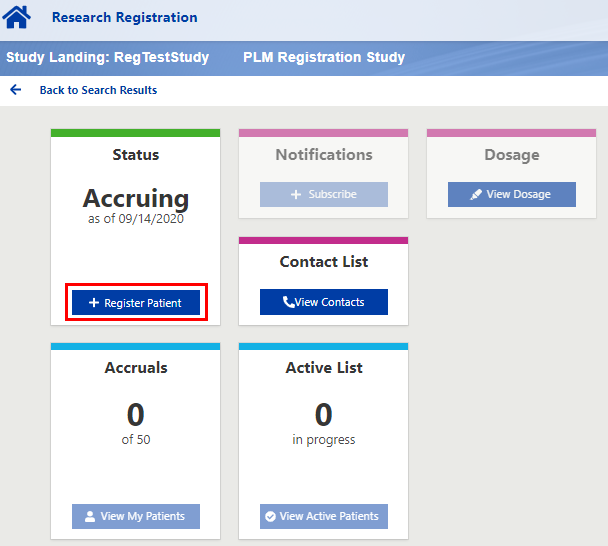 Research Registration
Study Landing: RegTestStudy PLM Registration Study
Back to Search Results
Status
Accruing
as of 09/14/2020
Register Patient
Notifications
Subscribe
Dosage
View Dosage
Contact List
View Contacts
Accruals
0
of 50
View My Patients
Active List
0
in progress
View Active Patients